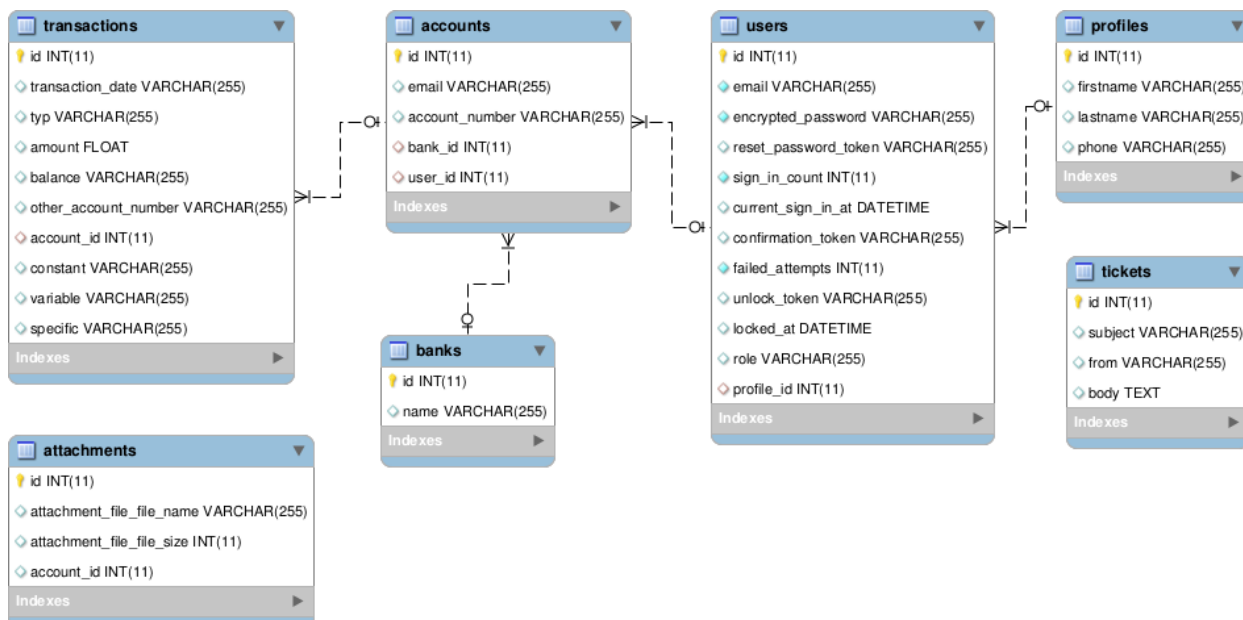 transactions
id INT(11)
transaction_date VARCHAR(255)
typ VARCHAR(255)
amount FLOAT
balance VARCHAR(255)
other_account_number VARCHAR(255)
account_id INT(11)
constant VARCHAR(255)
variable VARCHAR(255)
specific VARCHAR(255)
Indexes
accounts
id INT(11)
email VARCHAR(255)
account_number VARCHAR(255)
bank_id INT(11)
user_id INT(11)
Indexes
users
id INT(11)
email VARCHAR(255)
encrypted_password VARCHAR(255)
reset_password_token VARCHAR(255)
sign_in_count INT(11)
current_sign_in_at DATETIME
confirmation_token VARCHAR(255)
failed_attempts INT(11)
unlock_token VARCHAR(255)
locked_at DATETIME
role VARCHAR(255)
profile_id INT(11)
Indexes
profiles
id INT(11)
firstname VARCHAR(255)
lastname VARCHAR(255)
phone VARCHAR(255)
Indexes
tickets
id INT(11)
subject VARCHAR(255)
from VARCHAR(255)
body TEXT
Indexes
banks
id INT(11)
name VARCHAR(255)
Indexes
attachments
id INT(11)
attachment_file_file_name VARCHAR(255)
attachment_file_file_size INT(11)
account_id INT(11)
Indexes